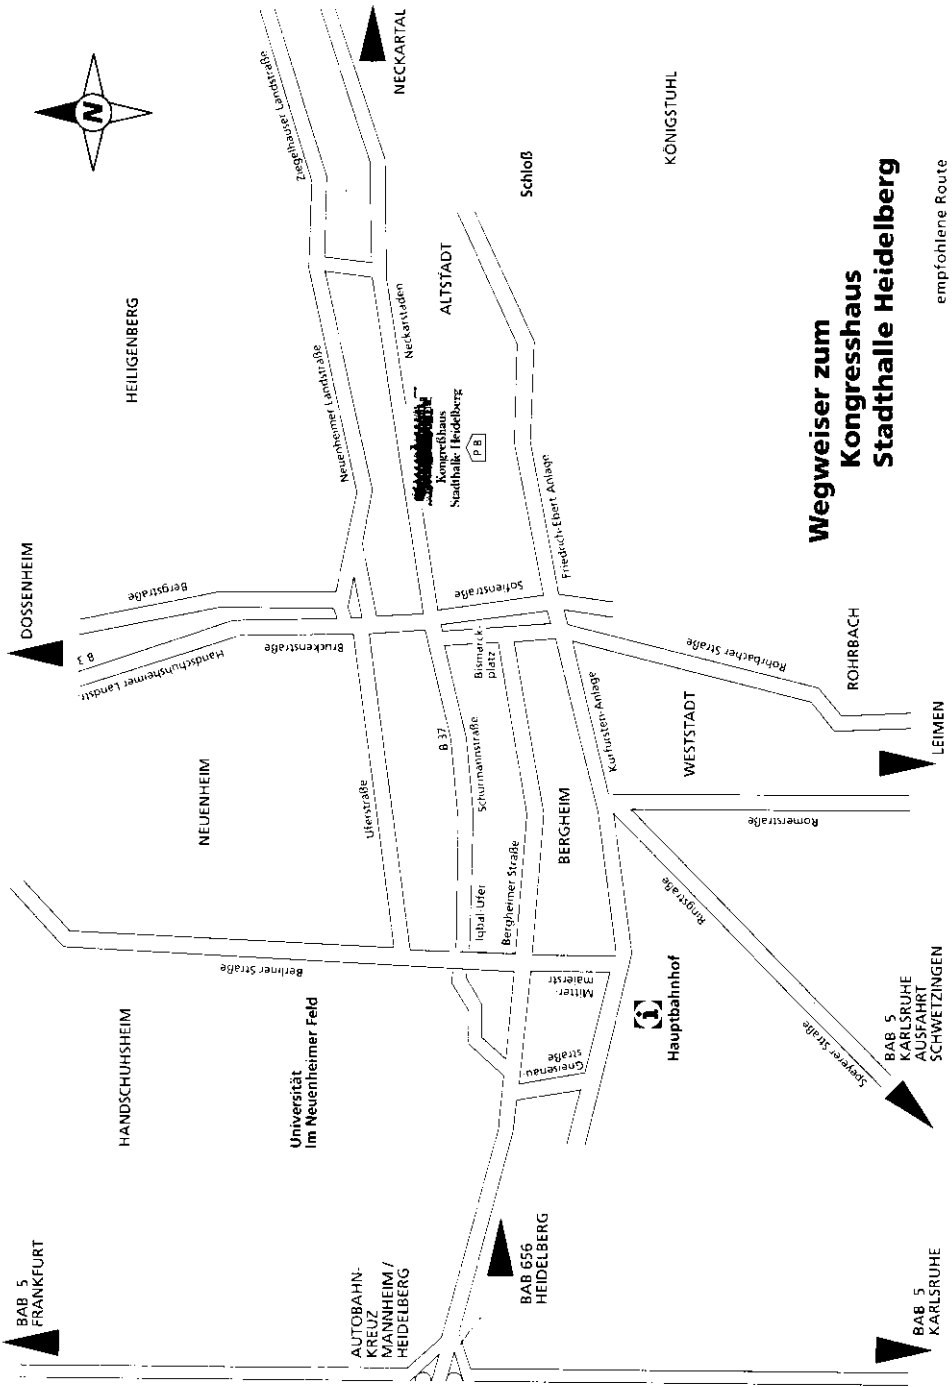 BAB 5
FRANKFURT
HANDSCHUHSHEIM
NEUENHEIM
DOSSENHEIM
HEILIGENBERG
N
Berliner Straße
Handschuhsheimer Landstr.
B 3
Bergstraße
Ziegelhäuser Landstraße
Universität
Im Neuenheimer Feld
Uferstraße
Brückenstraße
Neuenheimer Landstraße
NECKARTAL
AUTOBAHN-
KREUZ
MANNHEIM /
HEIDELBERG
B 37
Neckarstaden
ALTSTADT
Kongreßhaus
Stadthalle Heidelberg
P 8
Iqbal-Ufer
Schurmannstraße
Bismarck-
platz
Sofienstraße
Schloß
BAB 656
HEIDELBERG
Bergheimer Straße
BERGHEIM
Friedrich-Ebert Anlage
Gneisenau-
straße
Mitter-
maierstr.
Kurfürsten-Anlage
KÖNIGSTUHL
i
Hauptbahnhof
Ringstraße
WESTSTADT
Rohrbacher Straße
Römerstraße
Speyerer Straße
ROHRBACH
Wegweiser zum
Kongresshaus
Stadthalle Heidelberg
BAB 5
KARLSRUHE
BAB 5
KARLSRUHE
AUSFAHRT
SCHWETZINGEN
LEIMEN
empfohlene Route